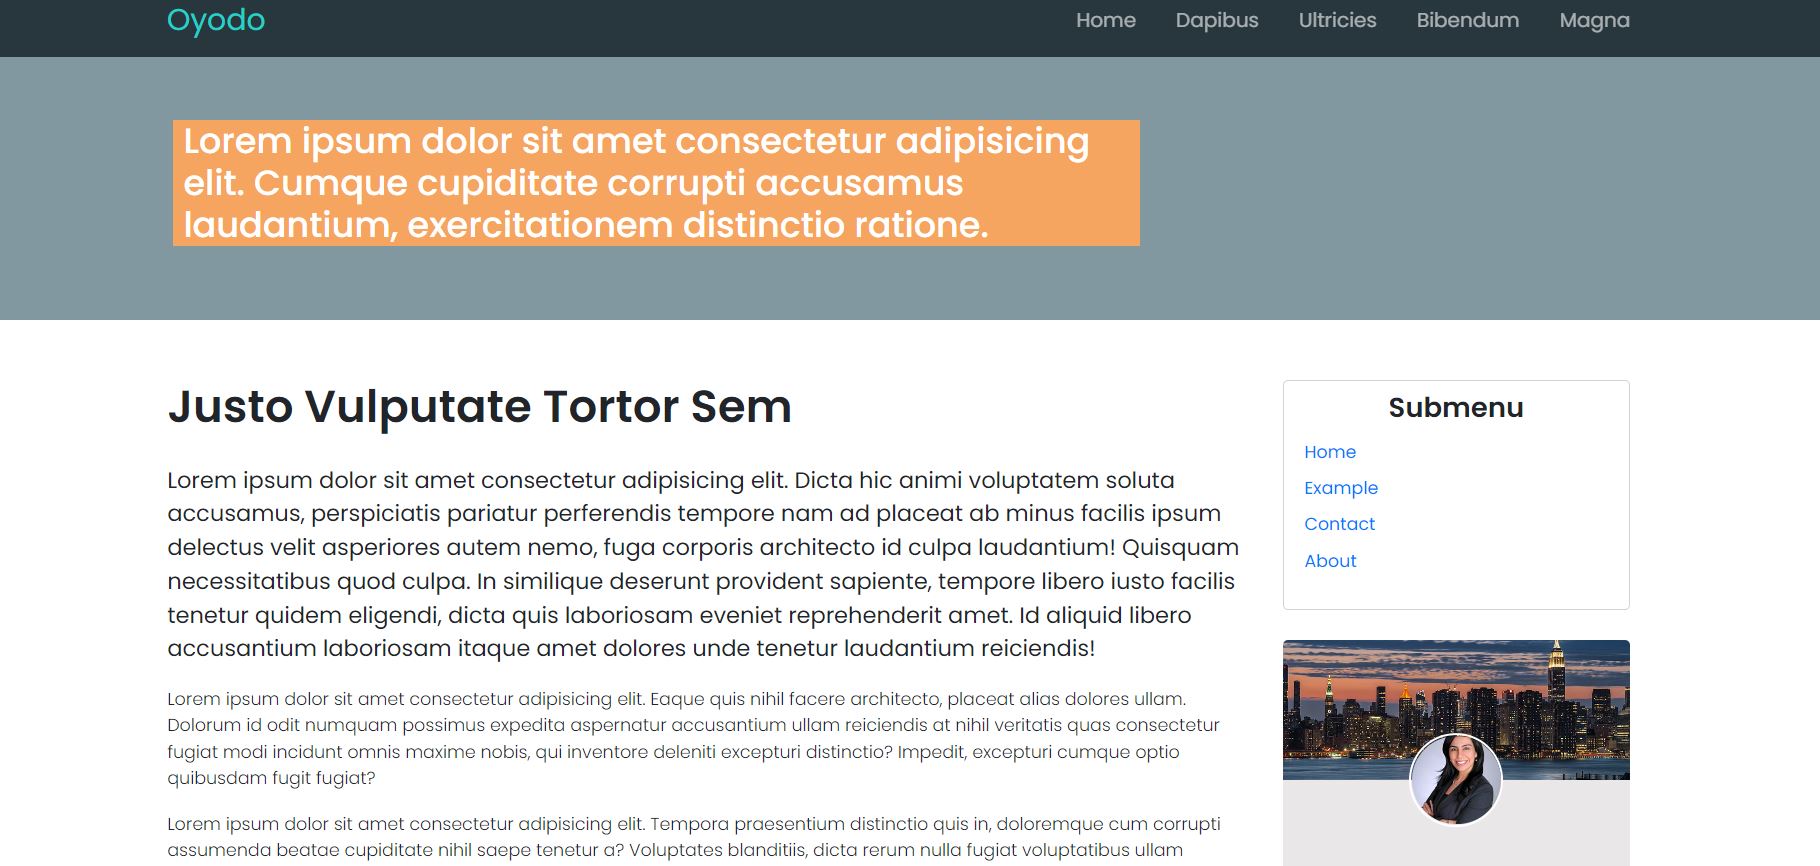 Oyodo
Home Dapibus Ultricies Bibendum Magna
Lorem ipsum dolor sit amet consectetur adipisicing
elit. Cumque cupiditate corrupti accusamus
laudantium, exercitationem distinctio ratione.
Justo Vulputate Tortor Sem
Lorem ipsum dolor sit amet consectetur adipisicing elit. Dicta hic animi voluptatem soluta
accusamus, perspiciatis pariatur perferendis tempore nam ad placeat ab minus facilis ipsum
delectus velit asperiores autem nemo, fuga corporis architecto id culpa laudantium! Quisquam
necessitatibus quod culpa. In similique deserunt provident sapiente, tempore libero iusto facilis
tenetur quidem eligendi, dicta quis laboriosam eveniet reprehenderit amet. Id aliquid libero
accusantium laboriosam itaque amet dolores unde tenetur laudantium reiciendis!
Lorem ipsum dolor sit amet consectetur adipisicing elit. Eaque quis nihil facere architecto, placeat alias dolores ullam.
Dolorum id odit numquam possimus expedita aspernatur accusantium ullam reiciendis at nihil veritatis quas consectetur
fugiat modi incidunt omnis maxime nobis, qui inventore deleniti excepturi distinctio? Impedit, excepturi cumque optio
quibusdam fugit fugiat?
Lorem ipsum dolor sit amet consectetur adipisicing elit. Tempora praesentium distinctio quis in, doloremque cum corrupti
assumenda beatae cupiditate nihil saepe tenetur a? Voluptates blanditiis, dicta rerum nulla fugiat voluptatibus ullam
Submenu
Home
Example
Contact
About